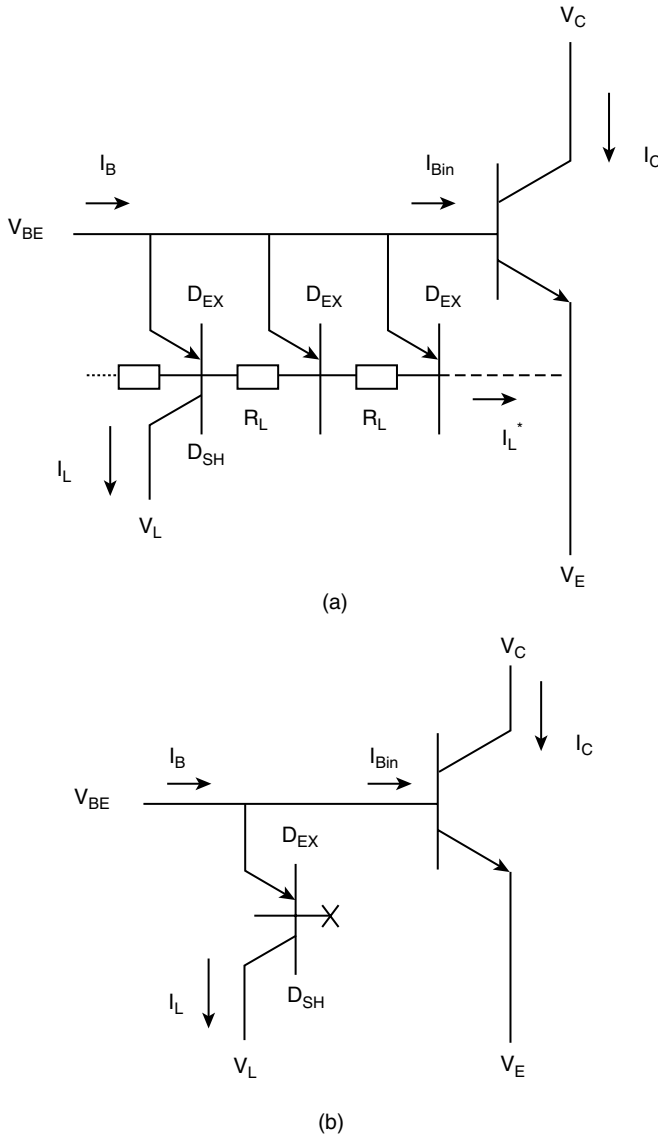 V_C
I_B
I_Bin
I_C
V_BE
D_EX D_EX D_EX
R_L R_L
I_L^*
I_L
D_SH
V_L
V_E
(a)
V_C
I_B
I_Bin
I_C
V_BE
D_EX
I_L
D_SH
V_L
V_E
(b)